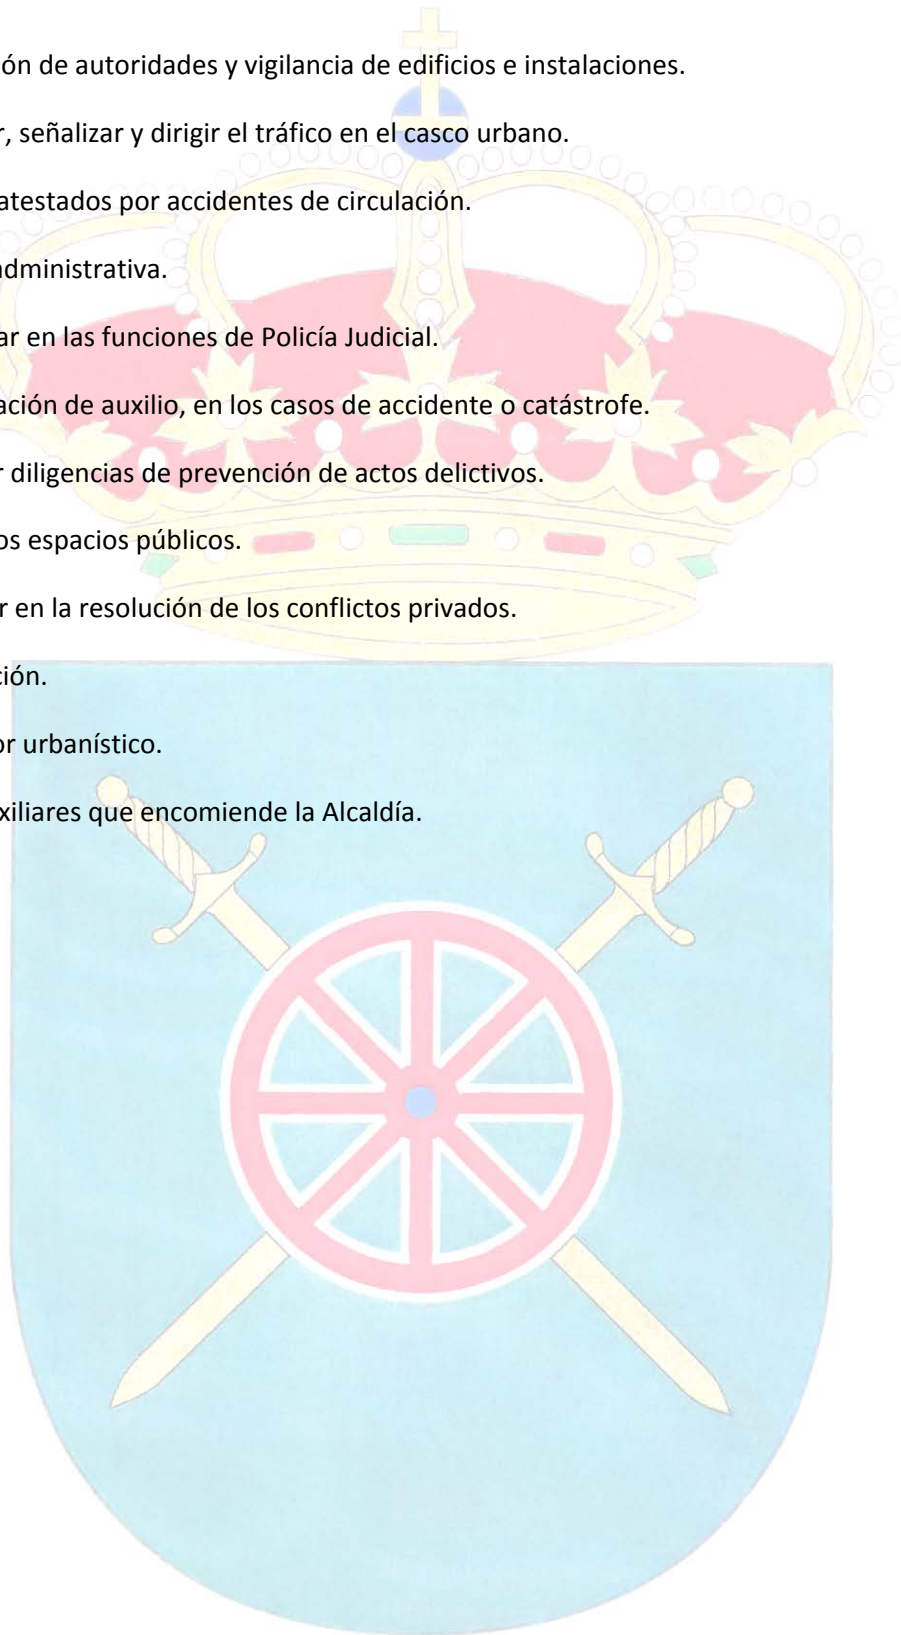 ón de autoridades y vigilancia de edificios e instalaciones.
r, señalizar y dirigir el tráfico en el casco urbano.
atestados por accidentes de circulación.
administrativa.
ar en las funciones de Policía Judicial.
ación de auxilio, en los casos de accidente o catástrofe.
r diligencias de prevención de actos delictivos.
os espacios públicos.
r en la resolución de los conflictos privados.
ción.
or urbanístico.
xiliares que encomiende la Alcaldía.